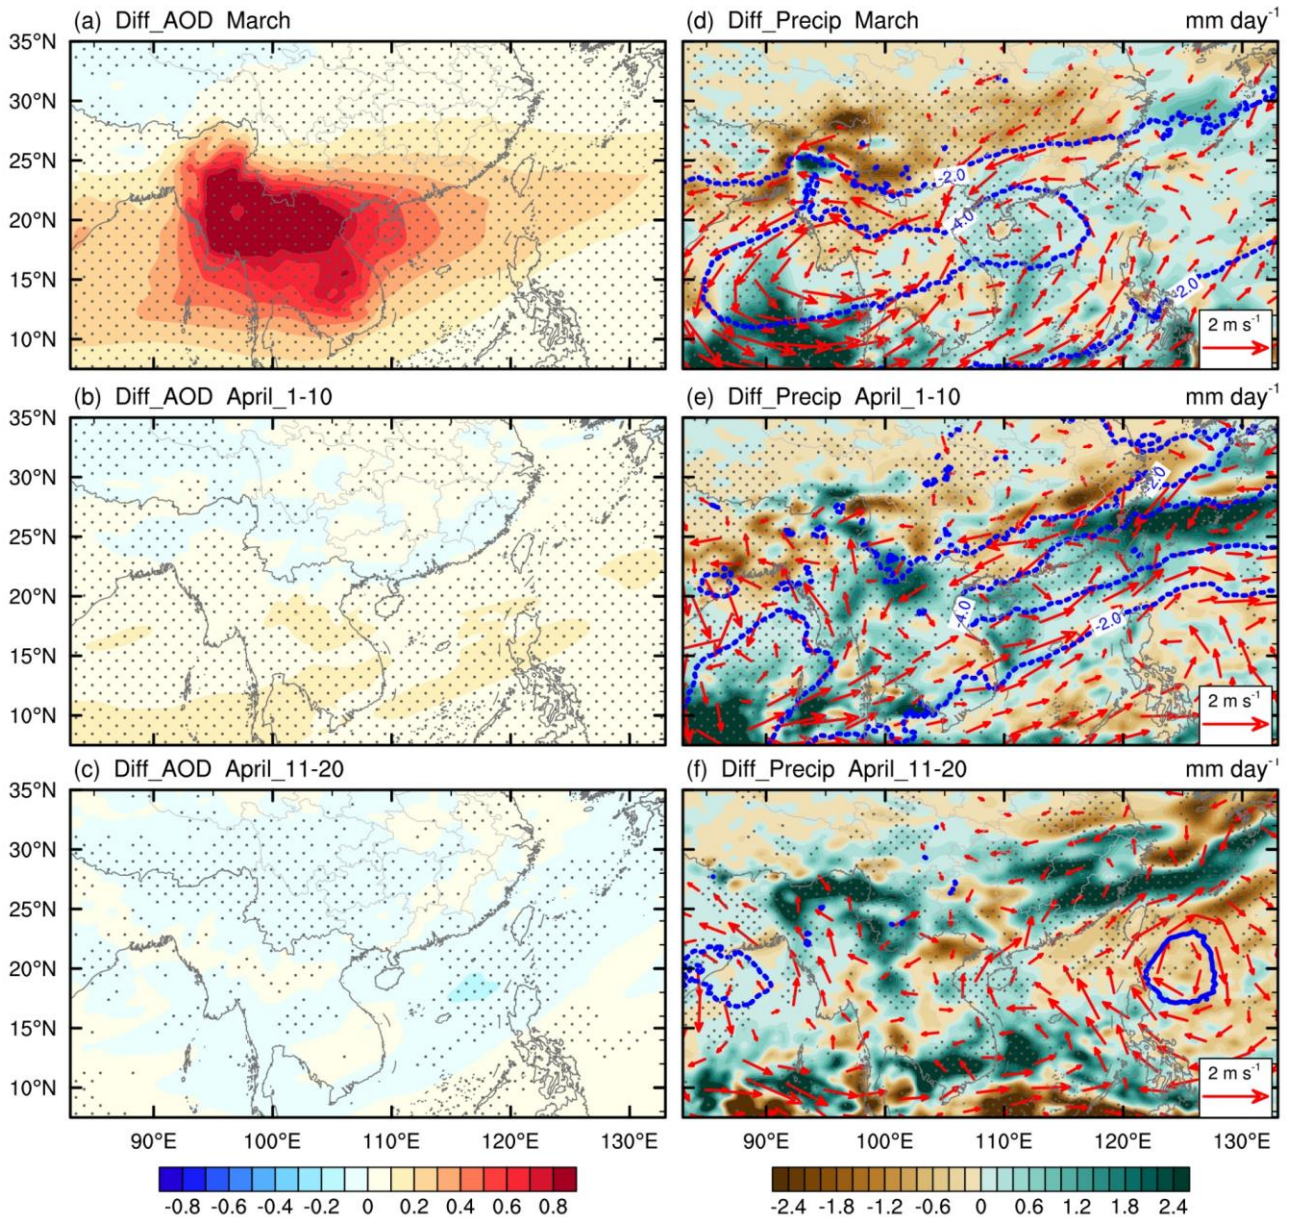 (a) Diff_AOD March
35°N
30°N
25°N
20°N
15°N
10°N
(d) Diff_Precip March mm day-1
-2.0
-4.0
-2.0
2 m s-1
(b) Diff_AOD April_1-10
35°N
30°N
25°N
20°N
15°N
10°N
(e) Diff_Precip April_1-10 mm day-1
-2.0
-4.0
-2.0
2 m s-1
(c) Diff_AOD April_11-20
35°N
30°N
25°N
20°N
15°N
10°N
90°E 100°E 110°E 120°E 130°E
-0.8 -0.6 -0.4 -0.2 0 0.2 0.4 0.6 0.8
(f) Diff_Precip April_11-20 mm day-1
2 m s-1
90°E 100°E 110°E 120°E 130°E
-2.4 -1.8 -1.2 -0.6 0 0.6 1.2 1.8 2.4